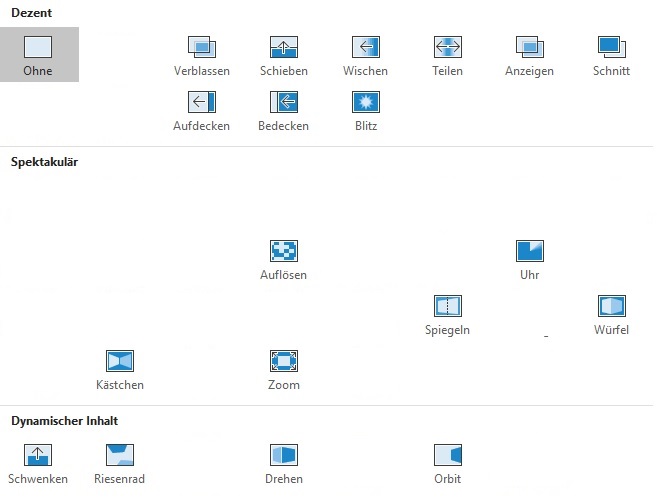 Dezent
Ohne Verblassen Schieben Wischen Teilen Anzeigen Schnitt
Aufdecken Bedecken Blitz
Spektakulär
Auflösen Uhr
Spiegeln Würfel
Kästchen Zoom
Dynamischer Inhalt
Schwenken Riesenrad Drehen Orbit